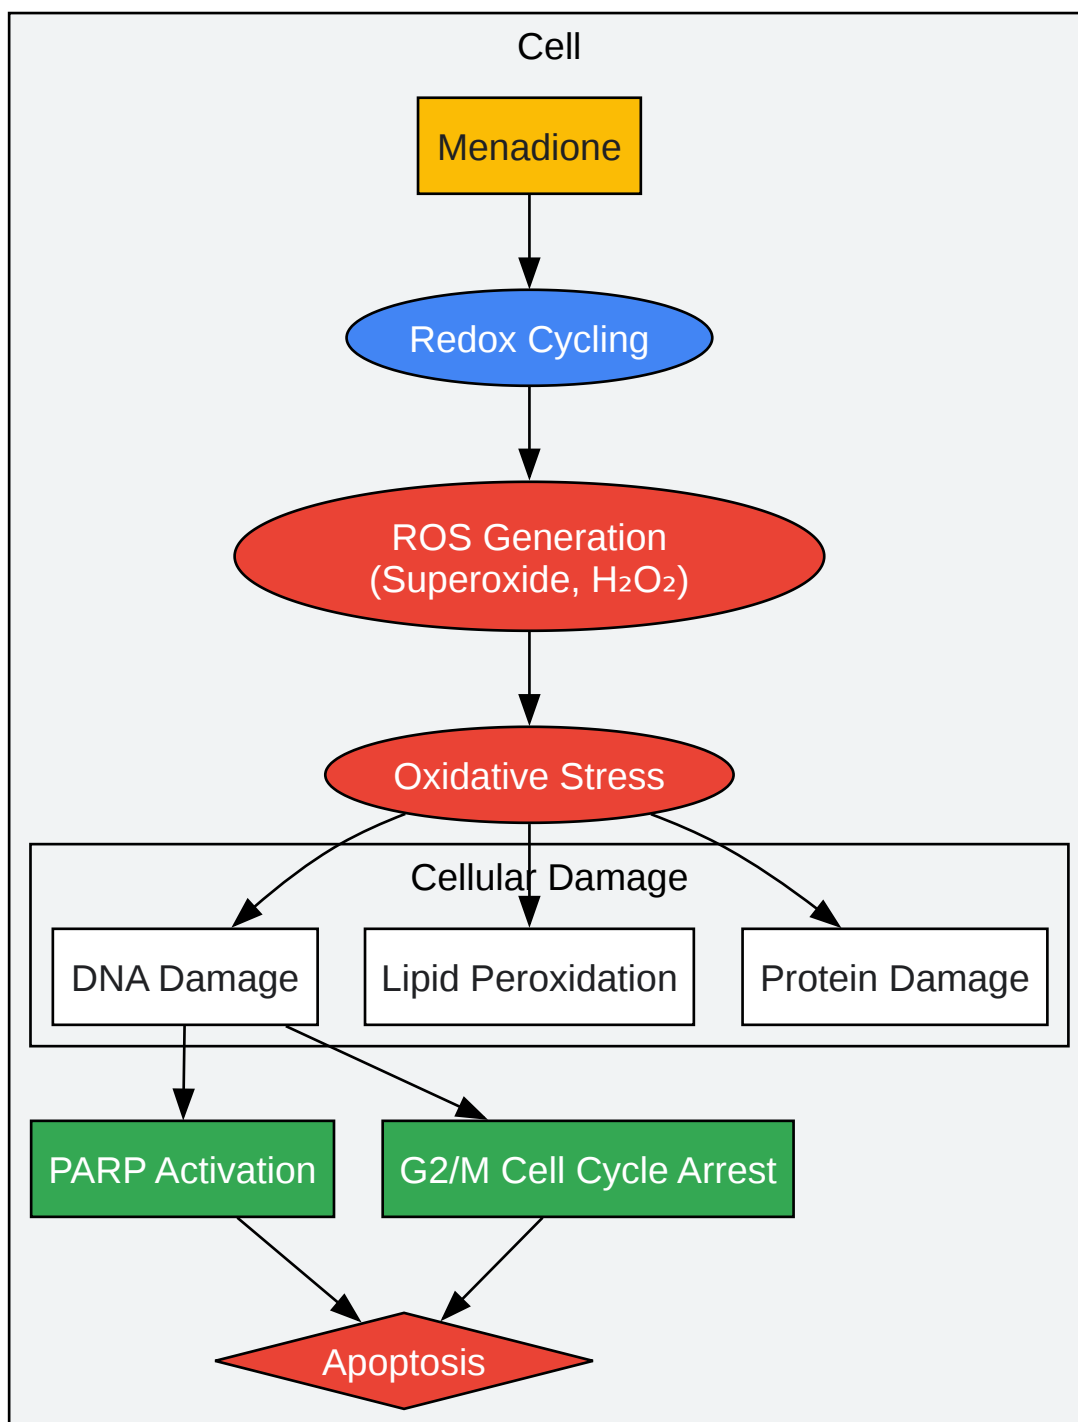 Cell
Menadione
Redox Cycling
ROS Generation
(Superoxide, H₂O₂)
Oxidative Stress
Cellular Damage
DNA Damage
Lipid Peroxidation
Protein Damage
PARP Activation
G2/M Cell Cycle Arrest
Apoptosis